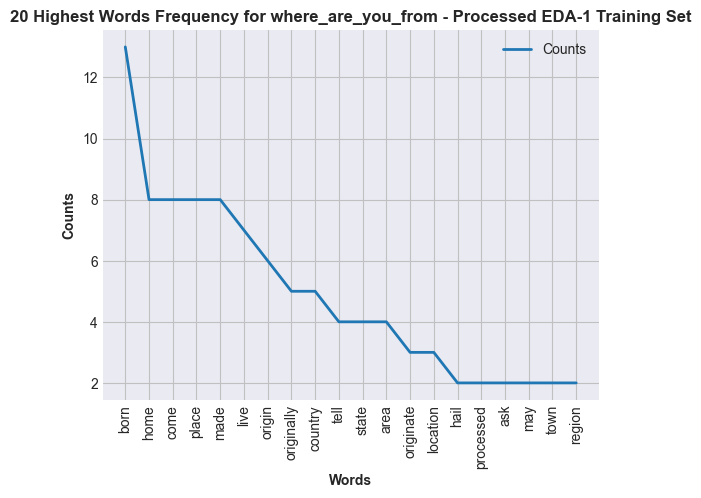 20 Highest Words Frequency for where_are_you_from - Processed EDA-1 Training Set
Counts
12
10
8
6
4
2
Counts
born
home
come
place
made
live
origin
originally
country
tell
state
area
originate
location
hail
processed
ask
may
town
region
Words